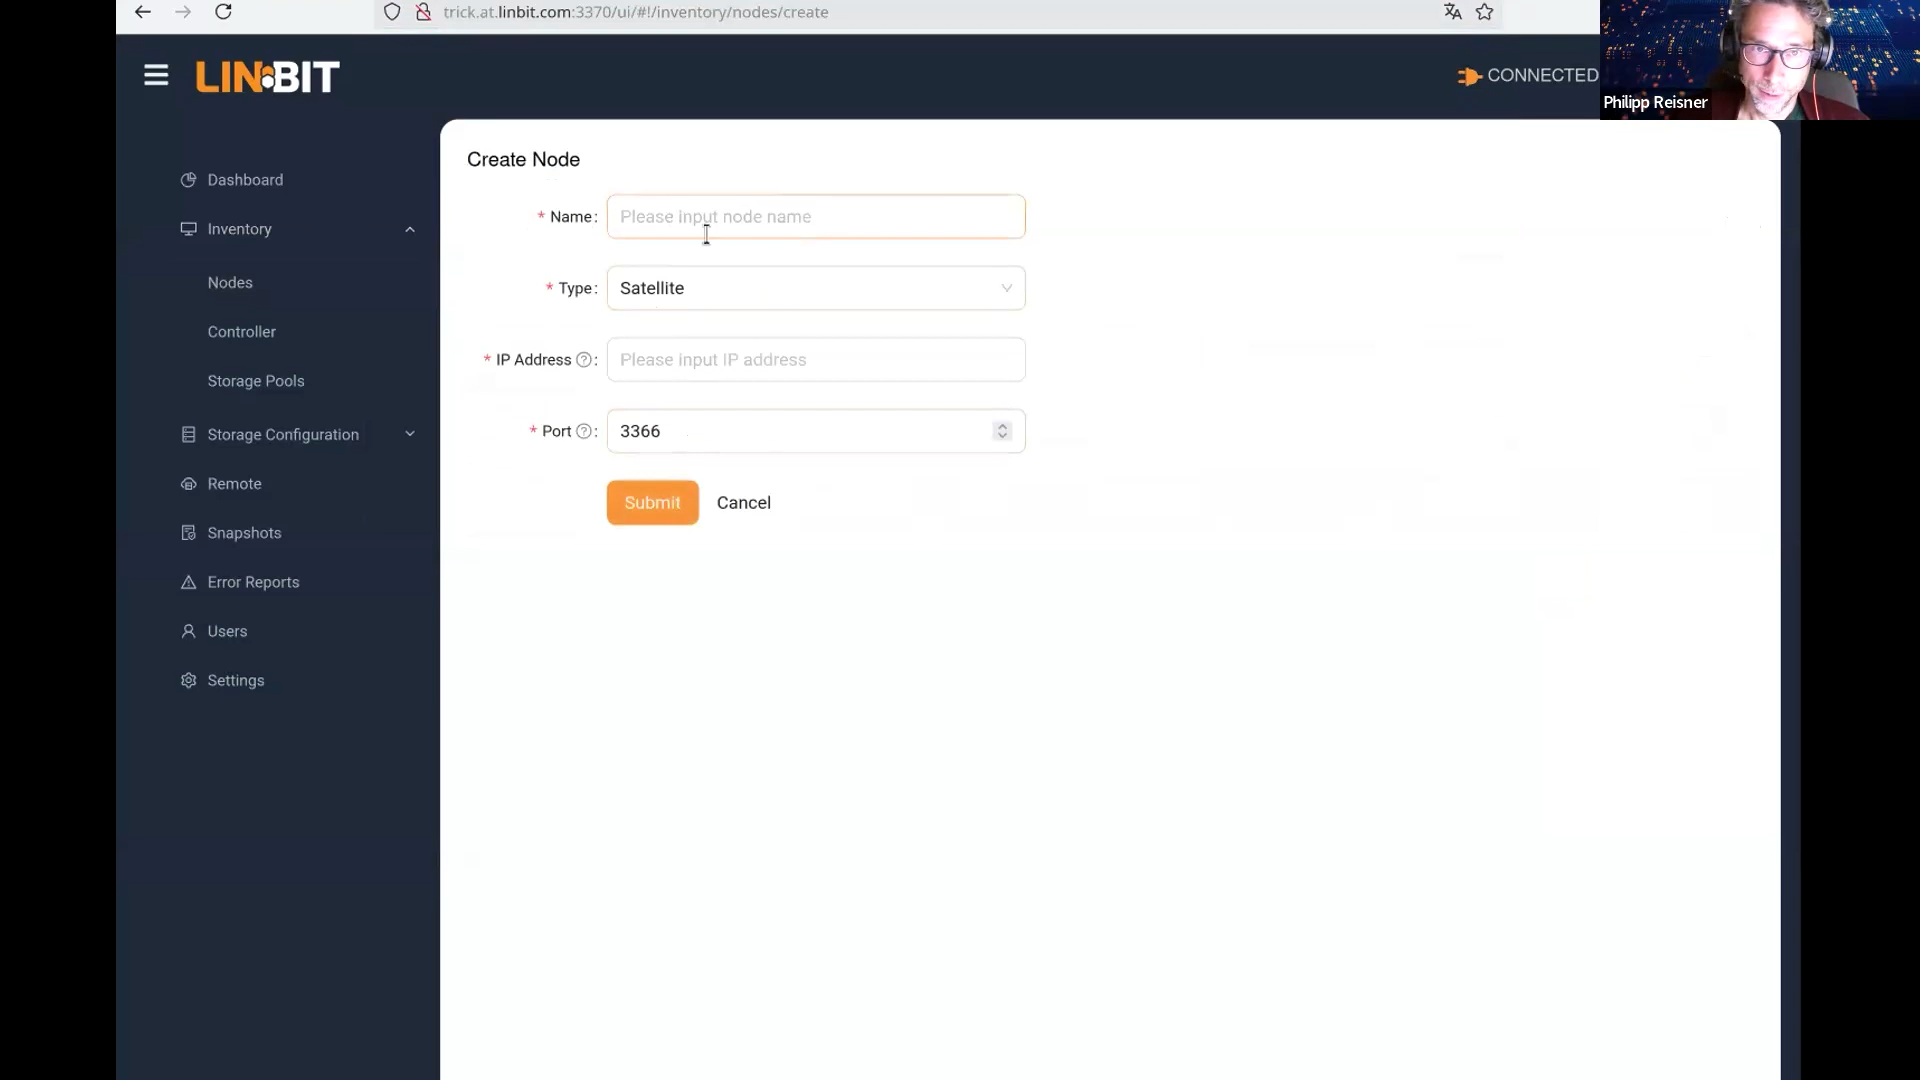 trick.at.linbit.com:3370/ui/#!/inventory/nodes/create
LINBIT
CONNECTED
Philipp Reisner
Create Node
Dashboard
* Name: Please input node name
Inventory
Nodes
* Type: Satellite
Controller
* IP Address ?: Please input IP address
Storage Pools
* Port ?: 3366
Storage Configuration
Remote
Submit Cancel
Snapshots
Error Reports
Users
Settings